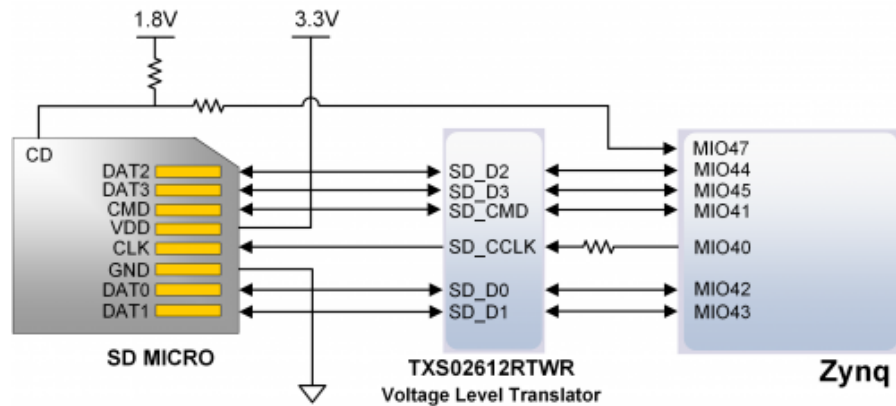 1.8V 3.3V
CD
MIO47
DAT2 SD_D2 MIO44
DAT3 SD_D3 MIO45
CMD SD_CMD MIO41
VDD
CLK SD_CCLK MIO40
GND
DAT0 SD_D0 MIO42
DAT1 SD_D1 MIO43
SD MICRO
TXS02612RTWR
Voltage Level Translator
Zynq